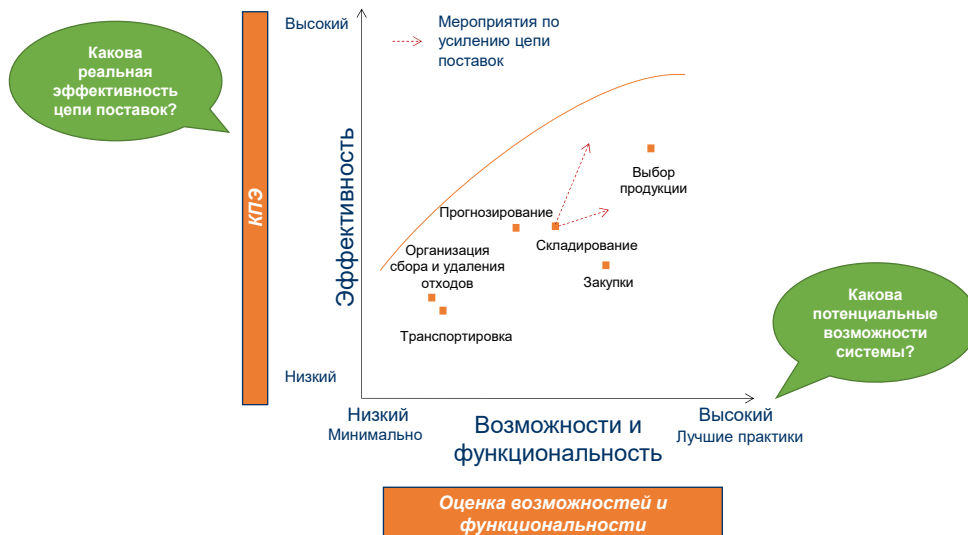 Высокий
Мероприятия по
усилению цепи
поставок
Какова
реальная
эффективность
цепи поставок?
КПЭ
Эффективность
Выбор
продукции
Прогнозирование
Складирование
Организация
сбора и удаления
отходов
Закупки
Транспортировка
Какова
потенциальные
возможности
системы?
Низкий
Низкий
Минимально
Возможности и
функциональность
Высокий
Лучшие практики
Оценка возможностей и
функциональности